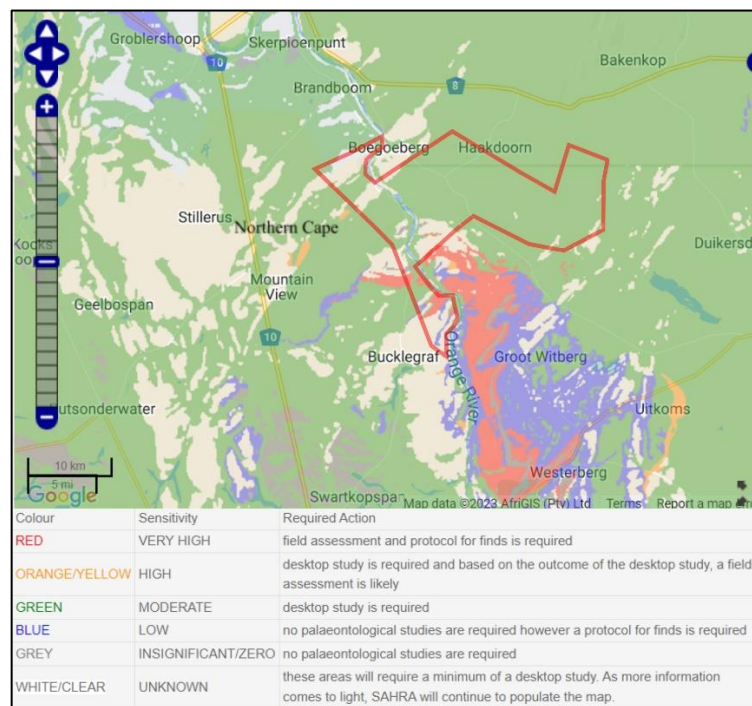 Groblershoop
Skerpioenpunt
10
Bakenkop
Brandboom
8
Boegoeberg
Haakdoorn
Stillerus
Northern Cape
Duikersd
Mountain
View
Geelbospan
10
Bucklegraf
Orange River
Groot Witberg
Uitkoms
Westerberg
10 km
5 mi
Google
Swartkopspan
Map data ©2023 AfriGIS (Pty) Ltd
Terms
Report a map
Colour Sensitivity Required Action
RED VERY HIGH field assessment and protocol for finds is required
ORANGE/YELLOW HIGH desktop study is required and based on the outcome of the desktop study, a field
assessment is likely
GREEN MODERATE desktop study is required
BLUE LOW no palaeontological studies are required however a protocol for finds is required
GREY INSIGNIFICANT/ZERO no palaeontological studies are required
WHITE/CLEAR UNKNOWN these areas will require a minimum of a desktop study. As more information
comes to light, SAHRA will continue to populate the map.